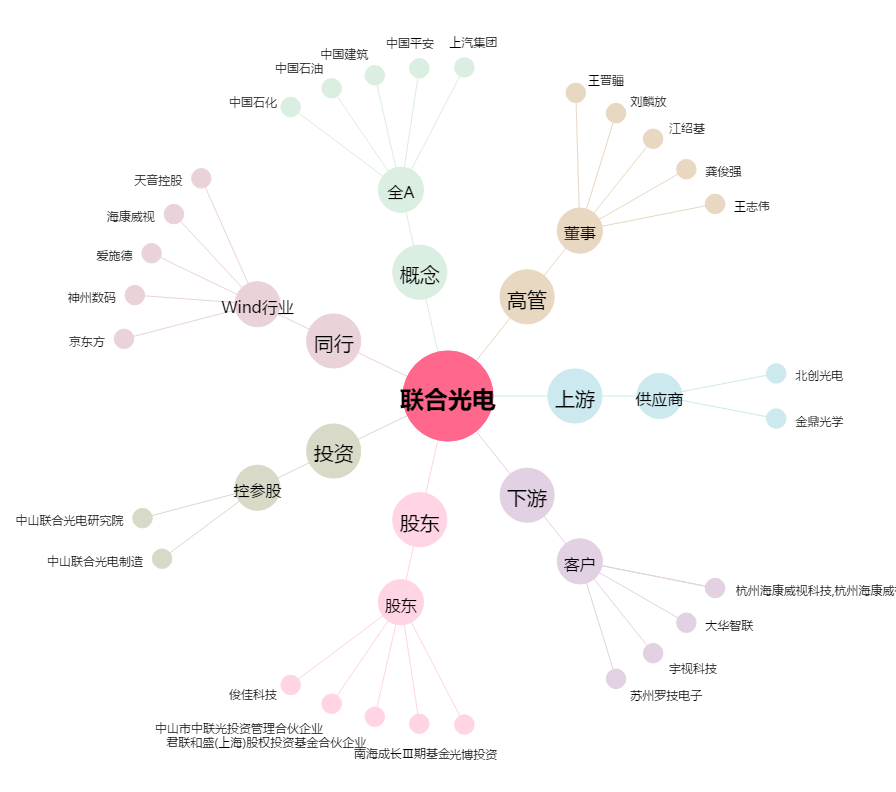 上汽集团
中国平安
中国建筑
中国石油
中国石化
全A
概念
王晋骝
刘麟放
江绍基
龚俊强
王志伟
董事
高管
天音控股
海康威视
爱施德
神州数码
京东方
Wind行业
同行
联合光电
上游
供应商
北创光电
金鼎光学
投资
控参股
中山联合光电研究院
中山联合光电制造
股东
股东
俊佳科技
中山市中联光投资管理合伙企业
君联和盛(上海)股权投资基金合伙企业
南海成长Ⅲ期基金
光博投资
下游
客户
杭州海康威视科技,杭州海康威
大华智联
宇视科技
苏州罗技电子